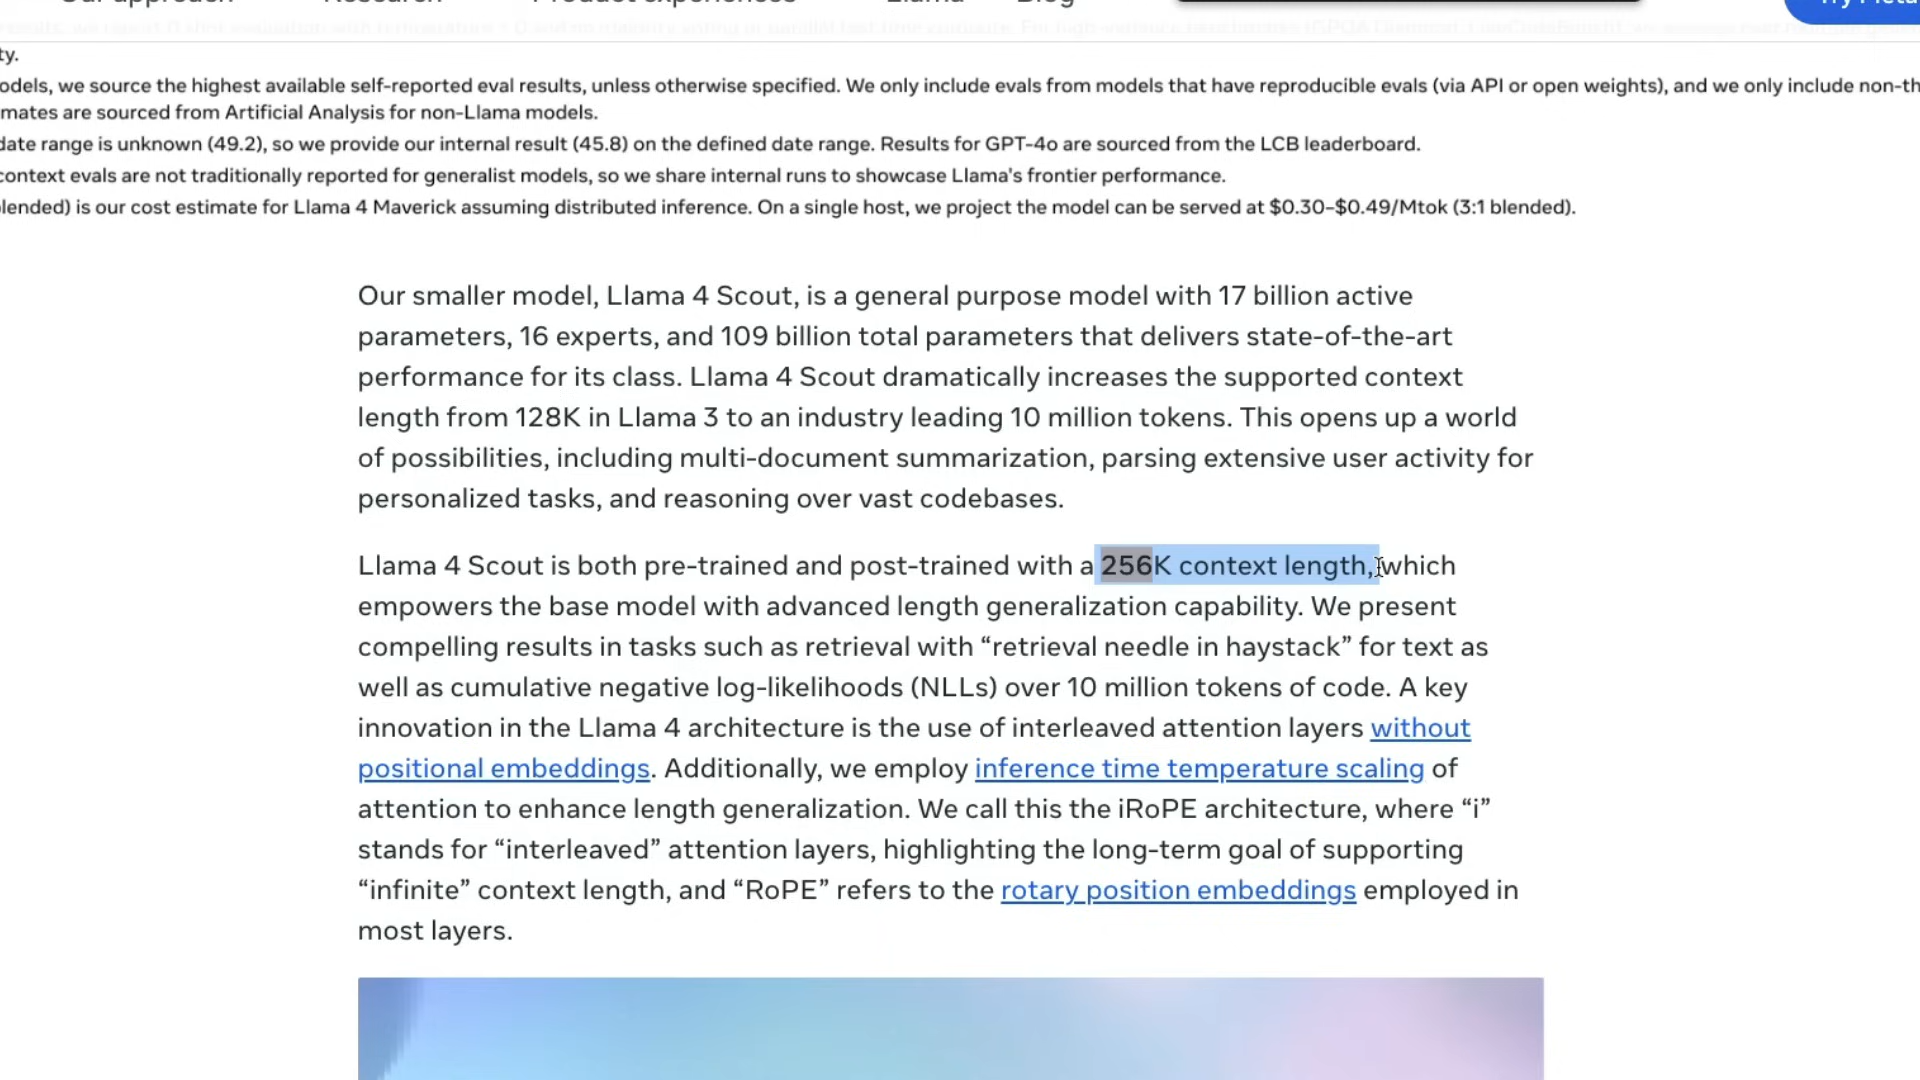 Our approach Research Product experiences Llama Blog Try Meta
ty.
odels, we source the highest available self-reported eval results, unless otherwise specified. We only include evals from models that have reproducible evals (via API or open weights), and we only include non-th
mates are sourced from Artificial Analysis for non-Llama models.
date range is unknown (49.2), so we provide our internal result (45.8) on the defined date range. Results for GPT-4o are sourced from the LCB leaderboard.
context evals are not traditionally reported for generalist models, so we share internal runs to showcase Llama's frontier performance.
lended) is our cost estimate for Llama 4 Maverick assuming distributed inference. On a single host, we project the model can be served at $0.30–$0.49/Mtok (3:1 blended).
Our smaller model, Llama 4 Scout, is a general purpose model with 17 billion active
parameters, 16 experts, and 109 billion total parameters that delivers state-of-the-art
performance for its class. Llama 4 Scout dramatically increases the supported context
length from 128K in Llama 3 to an industry leading 10 million tokens. This opens up a world
of possibilities, including multi-document summarization, parsing extensive user activity for
personalized tasks, and reasoning over vast codebases.
Llama 4 Scout is both pre-trained and post-trained with a 256K context length, which
empowers the base model with advanced length generalization capability. We present
compelling results in tasks such as retrieval with “retrieval needle in haystack” for text as
well as cumulative negative log-likelihoods (NLLs) over 10 million tokens of code. A key
innovation in the Llama 4 architecture is the use of interleaved attention layers without
positional embeddings. Additionally, we employ inference time temperature scaling of
attention to enhance length generalization. We call this the iRoPE architecture, where “i”
stands for “interleaved” attention layers, highlighting the long-term goal of supporting
“infinite” context length, and “RoPE” refers to the rotary position embeddings employed in
most layers.